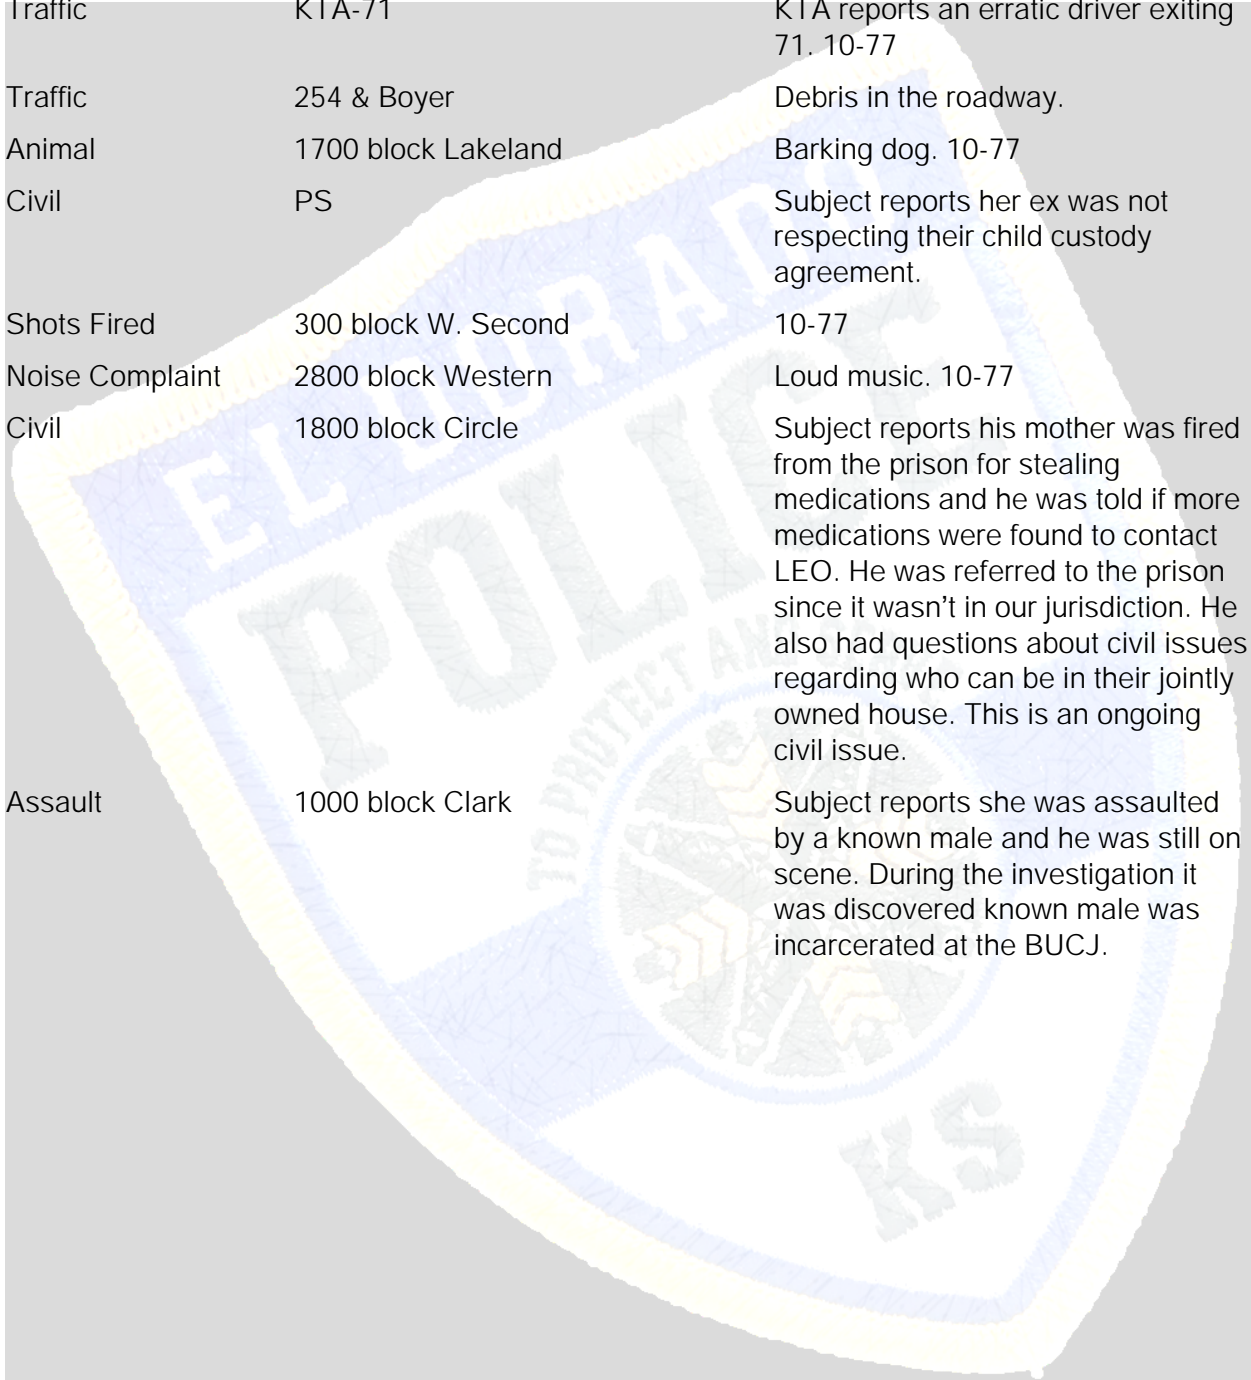 Traffic KTA-71 KTA reports an erratic driver exiting
71. 10-77
Traffic 254 & Boyer Debris in the roadway.
Animal 1700 block Lakeland Barking dog. 10-77
Civil PS Subject reports her ex was not
respecting their child custody
agreement.
Shots Fired 300 block W. Second 10-77
Noise Complaint 2800 block Western Loud music. 10-77
Civil 1800 block Circle Subject reports his mother was fired
from the prison for stealing
medications and he was told if more
medications were found to contact
LEO. He was referred to the prison
since it wasn’t in our jurisdiction. He
also had questions about civil issues
regarding who can be in their jointly
owned house. This is an ongoing
civil issue.
Assault 1000 block Clark Subject reports she was assaulted
by a known male and he was still on
scene. During the investigation it
was discovered known male was
incarcerated at the BUCJ.
EL DORADO
POLICE
TO PROTECT AND
KS